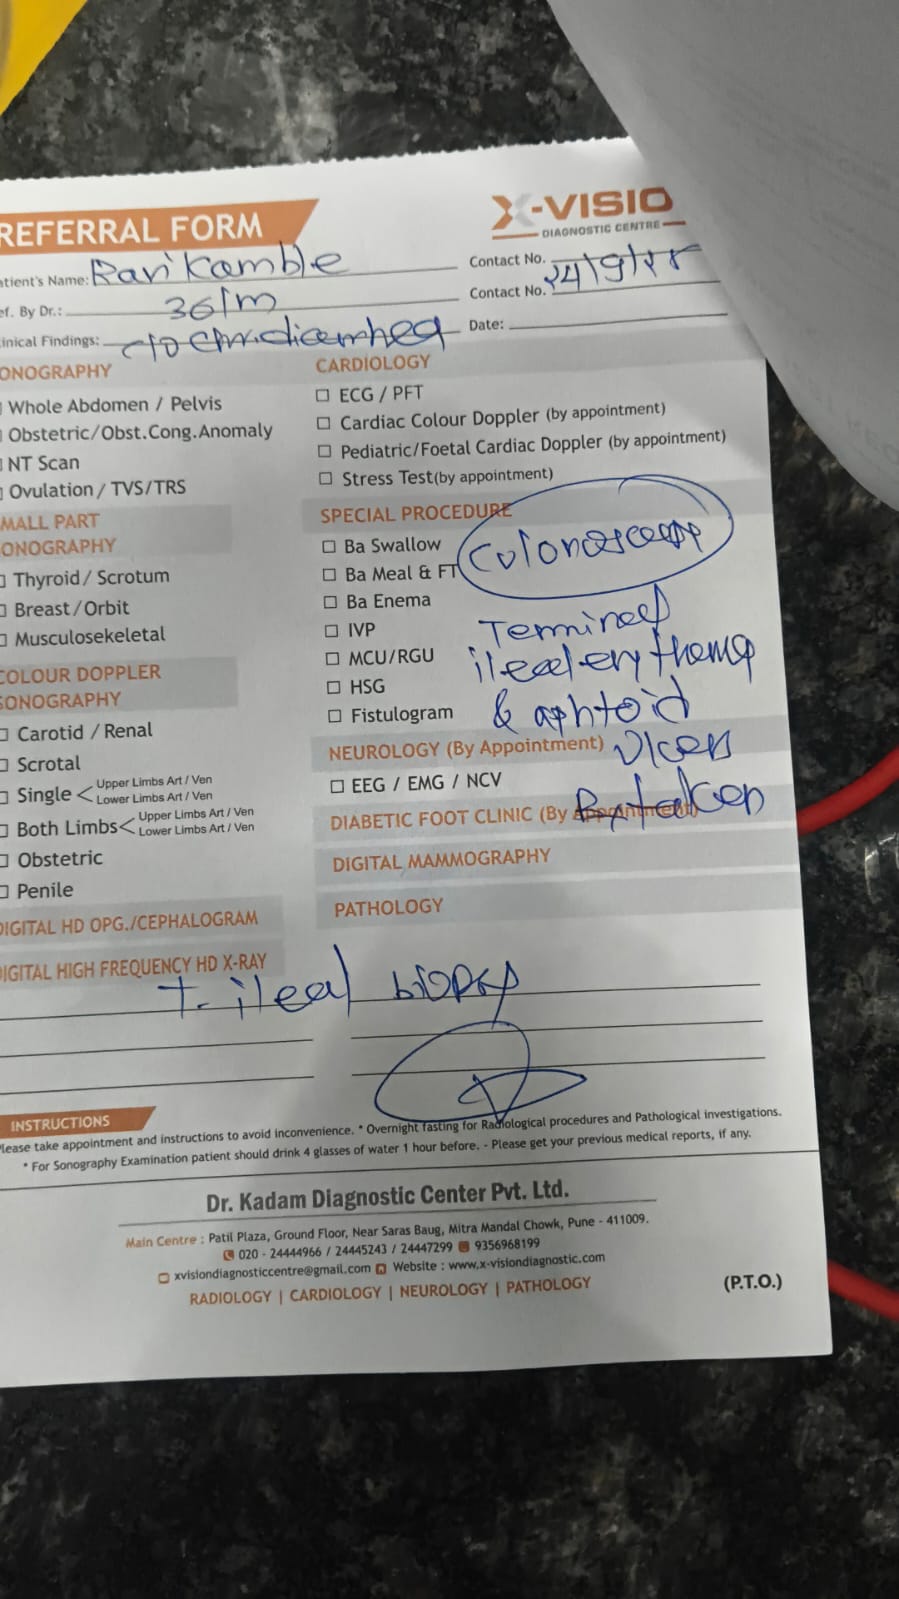 REFERRAL FORM
X-VISIO
DIAGNOSTIC CENTRE
atient's Name: Ravi Kamble
Contact No.
ef. By Dr.: 36/m
Contact No. 24/9/25
inical Findings: c/o chr. diarrhea
Date:
ONOGRAPHY
Whole Abdomen / Pelvis
Obstetric/Obst.Cong.Anomaly
NT Scan
Ovulation / TVS/TRS
MALL PART
ONOGRAPHY
Thyroid / Scrotum
Breast/Orbit
Musculosekeletal
OLOUR DOPPLER
ONOGRAPHY
Carotid / Renal
Scrotal
Single < Upper Limbs Art / Ven
Lower Limbs Art / Ven
Both Limbs < Upper Limbs Art / Ven
Lower Limbs Art / Ven
Obstetric
Penile
DIGITAL HD OPG./CEPHALOGRAM
DIGITAL HIGH FREQUENCY HD X-RAY
CARDIOLOGY
ECG / PFT
Cardiac Colour Doppler (by appointment)
Pediatric/Foetal Cardiac Doppler (by appointment)
Stress Test(by appointment)
SPECIAL PROCEDURE
Ba Swallow
Ba Meal & FT
Ba Enema
IVP
MCU/RGU
HSG
Fistulogram
Colonoscopy
Terminal
ileal erythema
& aphtoid
ulcers
Bx taken
NEUROLOGY (By Appointment)
EEG / EMG / NCV
DIABETIC FOOT CLINIC (By Appointment)
DIGITAL MAMMOGRAPHY
PATHOLOGY
T. ileal biopsy
INSTRUCTIONS
lease take appointment and instructions to avoid inconvenience. * Overnight fasting for Radiological procedures and Pathological investigations.
* For Sonography Examination patient should drink 4 glasses of water 1 hour before. - Please get your previous medical reports, if any.
Dr. Kadam Diagnostic Center Pvt. Ltd.
Main Centre : Patil Plaza, Ground Floor, Near Saras Baug, Mitra Mandal Chowk, Pune - 411009.
020 - 24444966 / 24445243 / 24447299 9356968199
xvisiondiagnosticcentre@gmail.com Website : www.x-visiondiagnostic.com
RADIOLOGY | CARDIOLOGY | NEUROLOGY | PATHOLOGY
(P.T.O.)